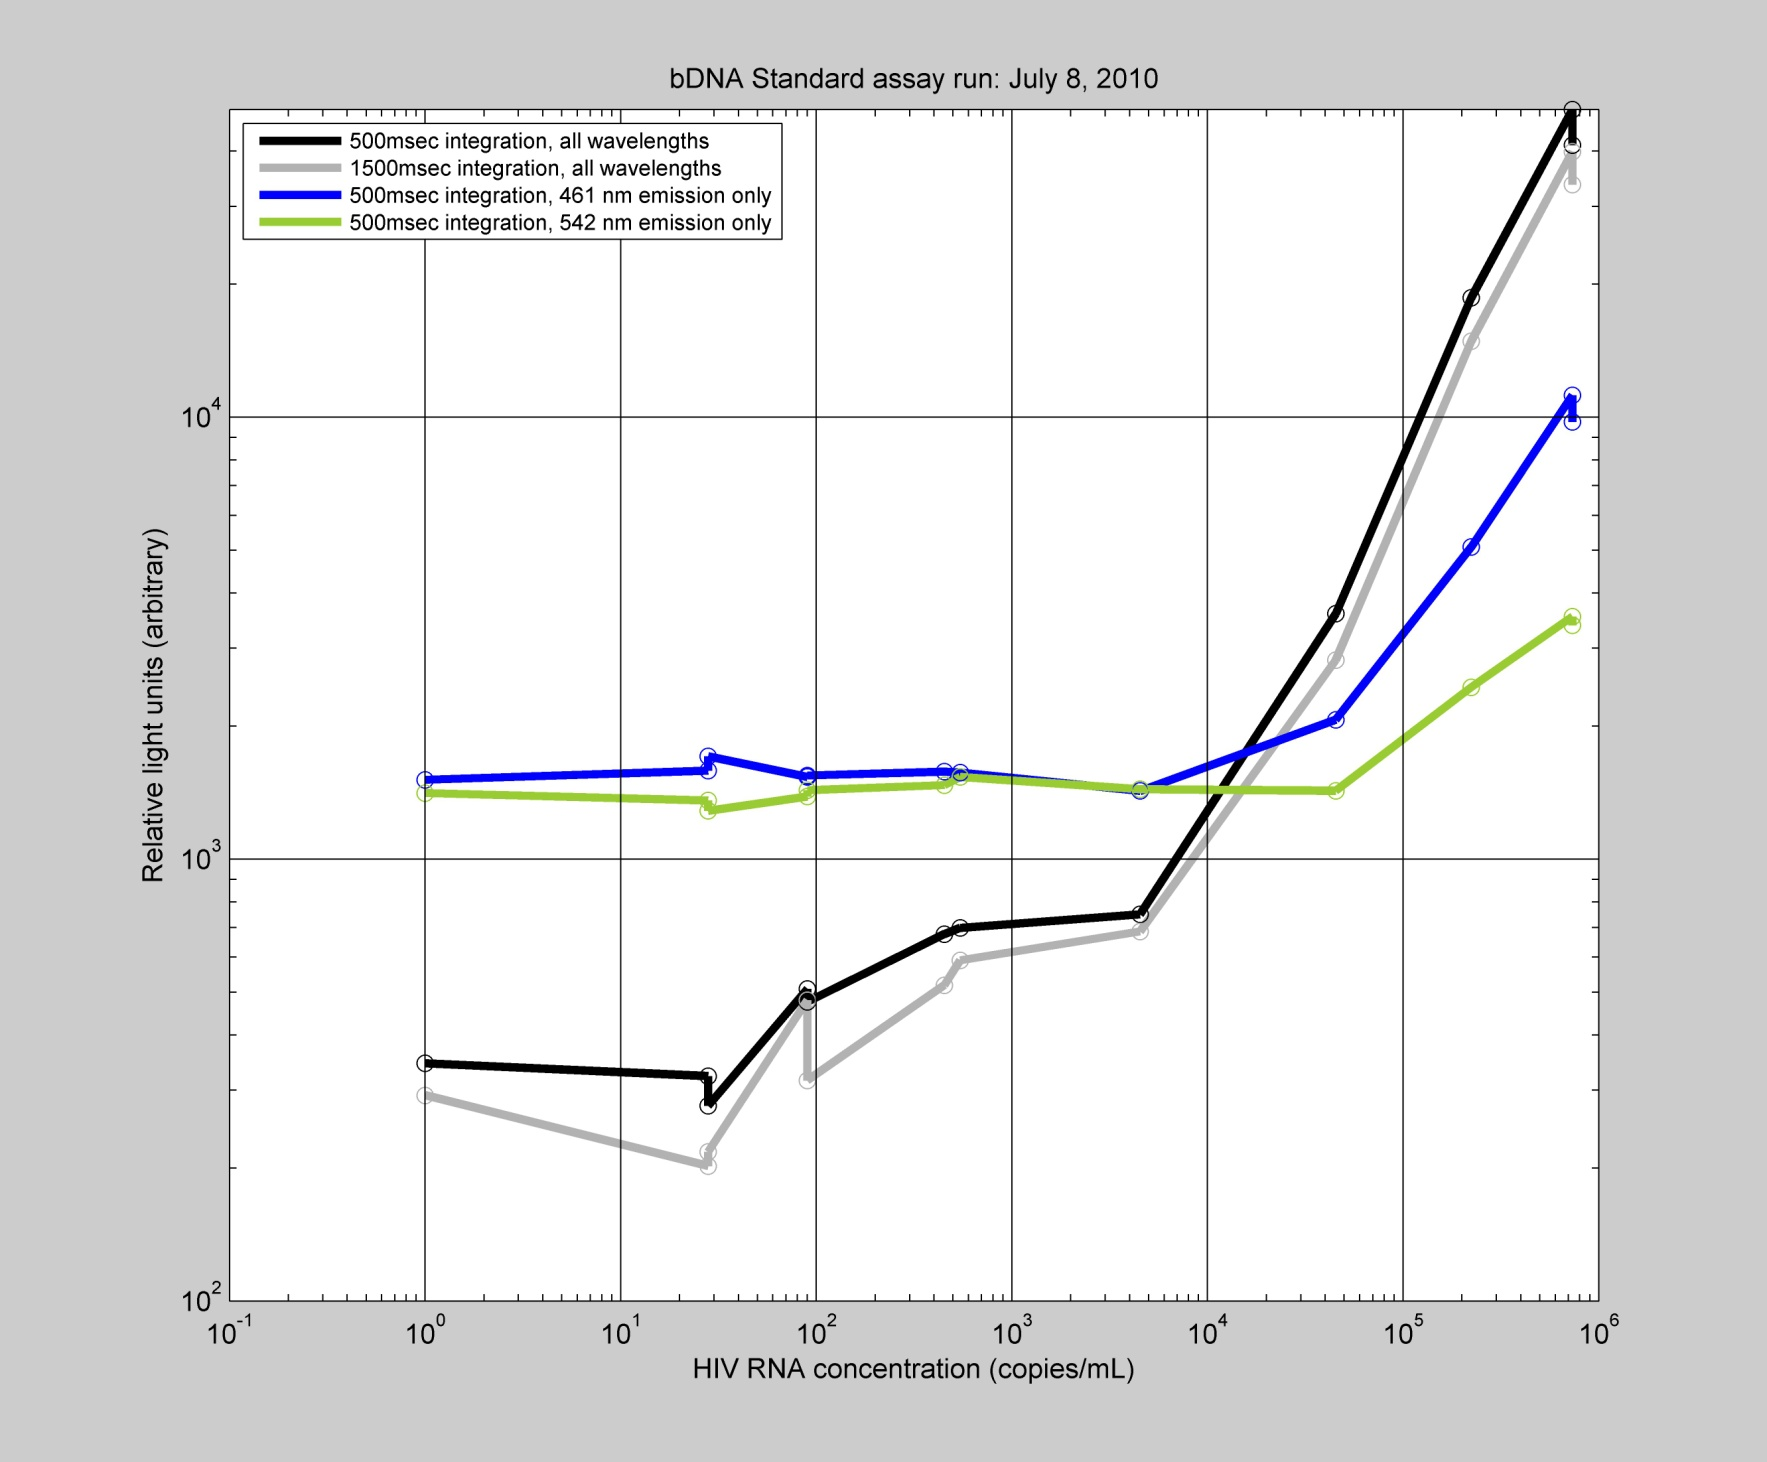 bDNA Standard assay run: July 8, 2010
500msec integration, all wavelengths
1500msec integration, all wavelengths
500msec integration, 461 nm emission only
500msec integration, 542 nm emission only
Relative light units (arbitrary)
10^4
10^3
10^2
10^-1 10^0 10^1 10^2 10^3 10^4 10^5 10^6
HIV RNA concentration (copies/mL)